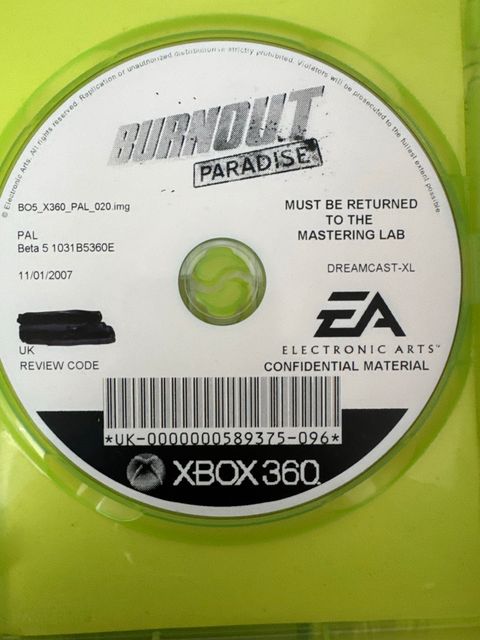 © Electronic Arts. All rights reserved. Replication or unauthorized distribution is strictly prohibited. Violators will be prosecuted to the fullest extent possible
BURNOUT
PARADISE
BO5_X360_PAL_020.img
MUST BE RETURNED
TO THE
MASTERING LAB
PAL
Beta 5 1031B5360E
11/01/2007
DREAMCAST-XL
EA
ELECTRONIC ARTS™
UK
REVIEW CODE
CONFIDENTIAL MATERIAL
*UK-0000000589375-096*
XBOX 360